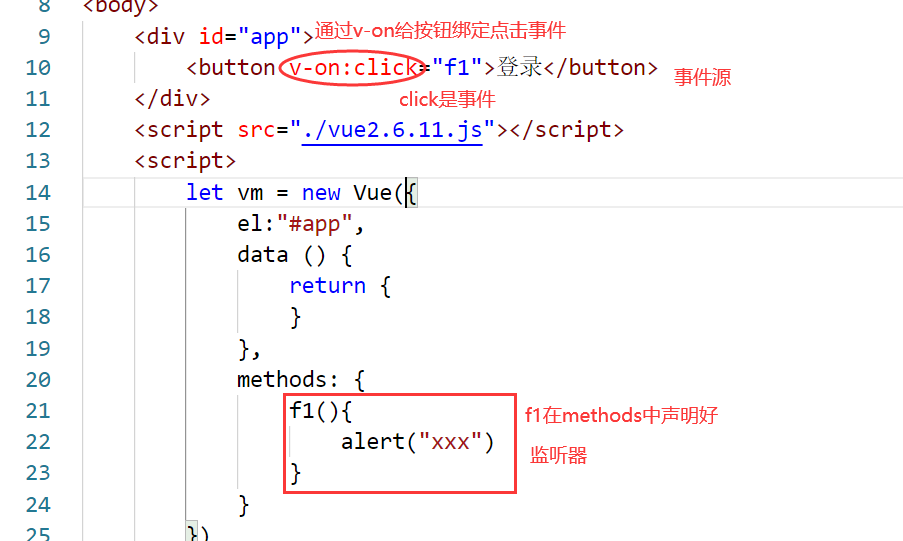 8 <body>
通过v-on给按钮绑定点击事件
9 <div id="app">
10 <button v-on:click="f1">登录</button>
事件源
11 </div>
click是事件
12 <script src="./vue2.6.11.js"></script>
13 <script>
14 let vm = new Vue({
15 el:"#app",
16 data () {
17 return {
18 }
19 },
20 methods: {
21 f1(){
f1在methods中声明好
22 alert("xxx")
监听器
23 }
24 }
25 })